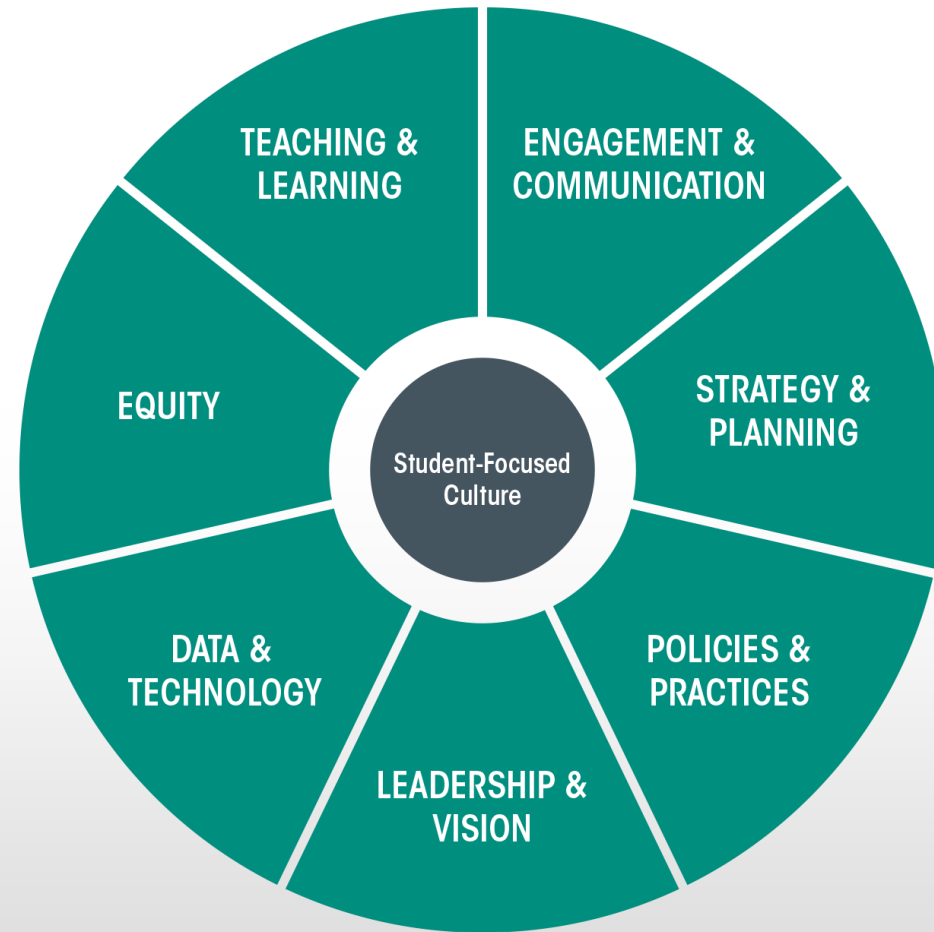 TEACHING &
LEARNING
ENGAGEMENT &
COMMUNICATION
EQUITY
STRATEGY &
PLANNING
Student-Focused
Culture
DATA &
TECHNOLOGY
POLICIES &
PRACTICES
LEADERSHIP &
VISION